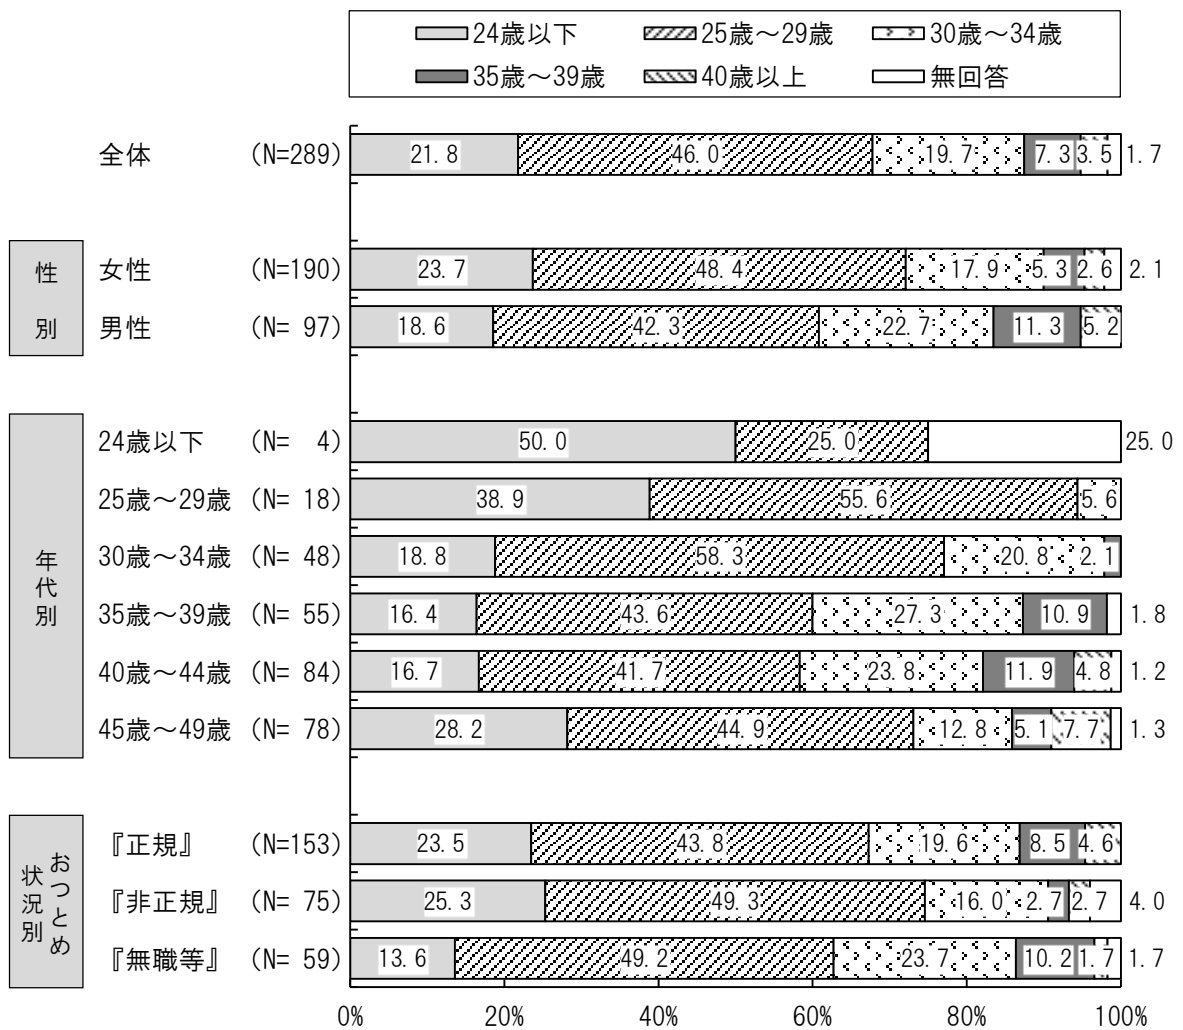 24歳以下 25歳～29歳 30歳～34歳
35歳～39歳 40歳以上 無回答
全体 (N=289) 21.8 46.0 19.7 7.3 3.5 1.7
性別
女性 (N=190) 23.7 48.4 17.9 5.3 2.6 2.1
男性 (N= 97) 18.6 42.3 22.7 11.3 5.2
年代別
24歳以下 (N= 4) 50.0 25.0 25.0
25歳～29歳 (N= 18) 38.9 55.6 5.6
30歳～34歳 (N= 48) 18.8 58.3 20.8 2.1
35歳～39歳 (N= 55) 16.4 43.6 27.3 10.9 1.8
40歳～44歳 (N= 84) 16.7 41.7 23.8 11.9 4.8 1.2
45歳～49歳 (N= 78) 28.2 44.9 12.8 5.1 7.7 1.3
おつとめ状況別
『正規』 (N=153) 23.5 43.8 19.6 8.5 4.6
『非正規』 (N= 75) 25.3 49.3 16.0 2.7 2.7 4.0
『無職等』 (N= 59) 13.6 49.2 23.7 10.2 1.7 1.7
0% 20% 40% 60% 80% 100%